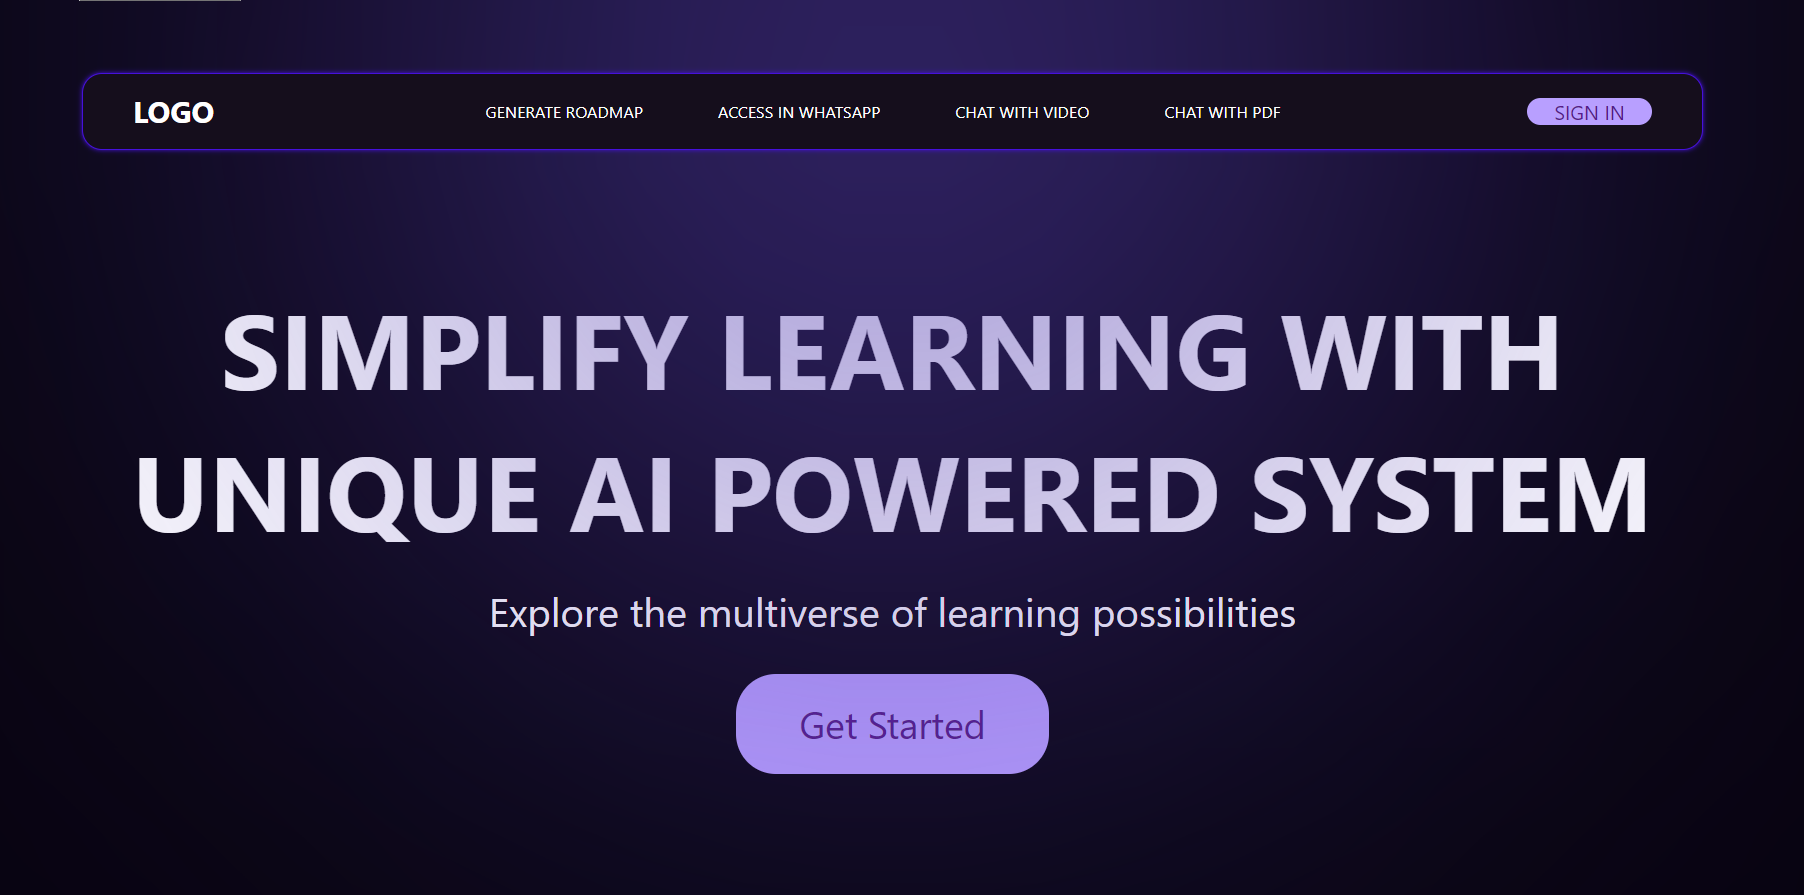 LOGO GENERATE ROADMAP ACCESS IN WHATSAPP CHAT WITH VIDEO CHAT WITH PDF SIGN IN
SIMPLIFY LEARNING WITH
UNIQUE AI POWERED SYSTEM
Explore the multiverse of learning possibilities
Get Started